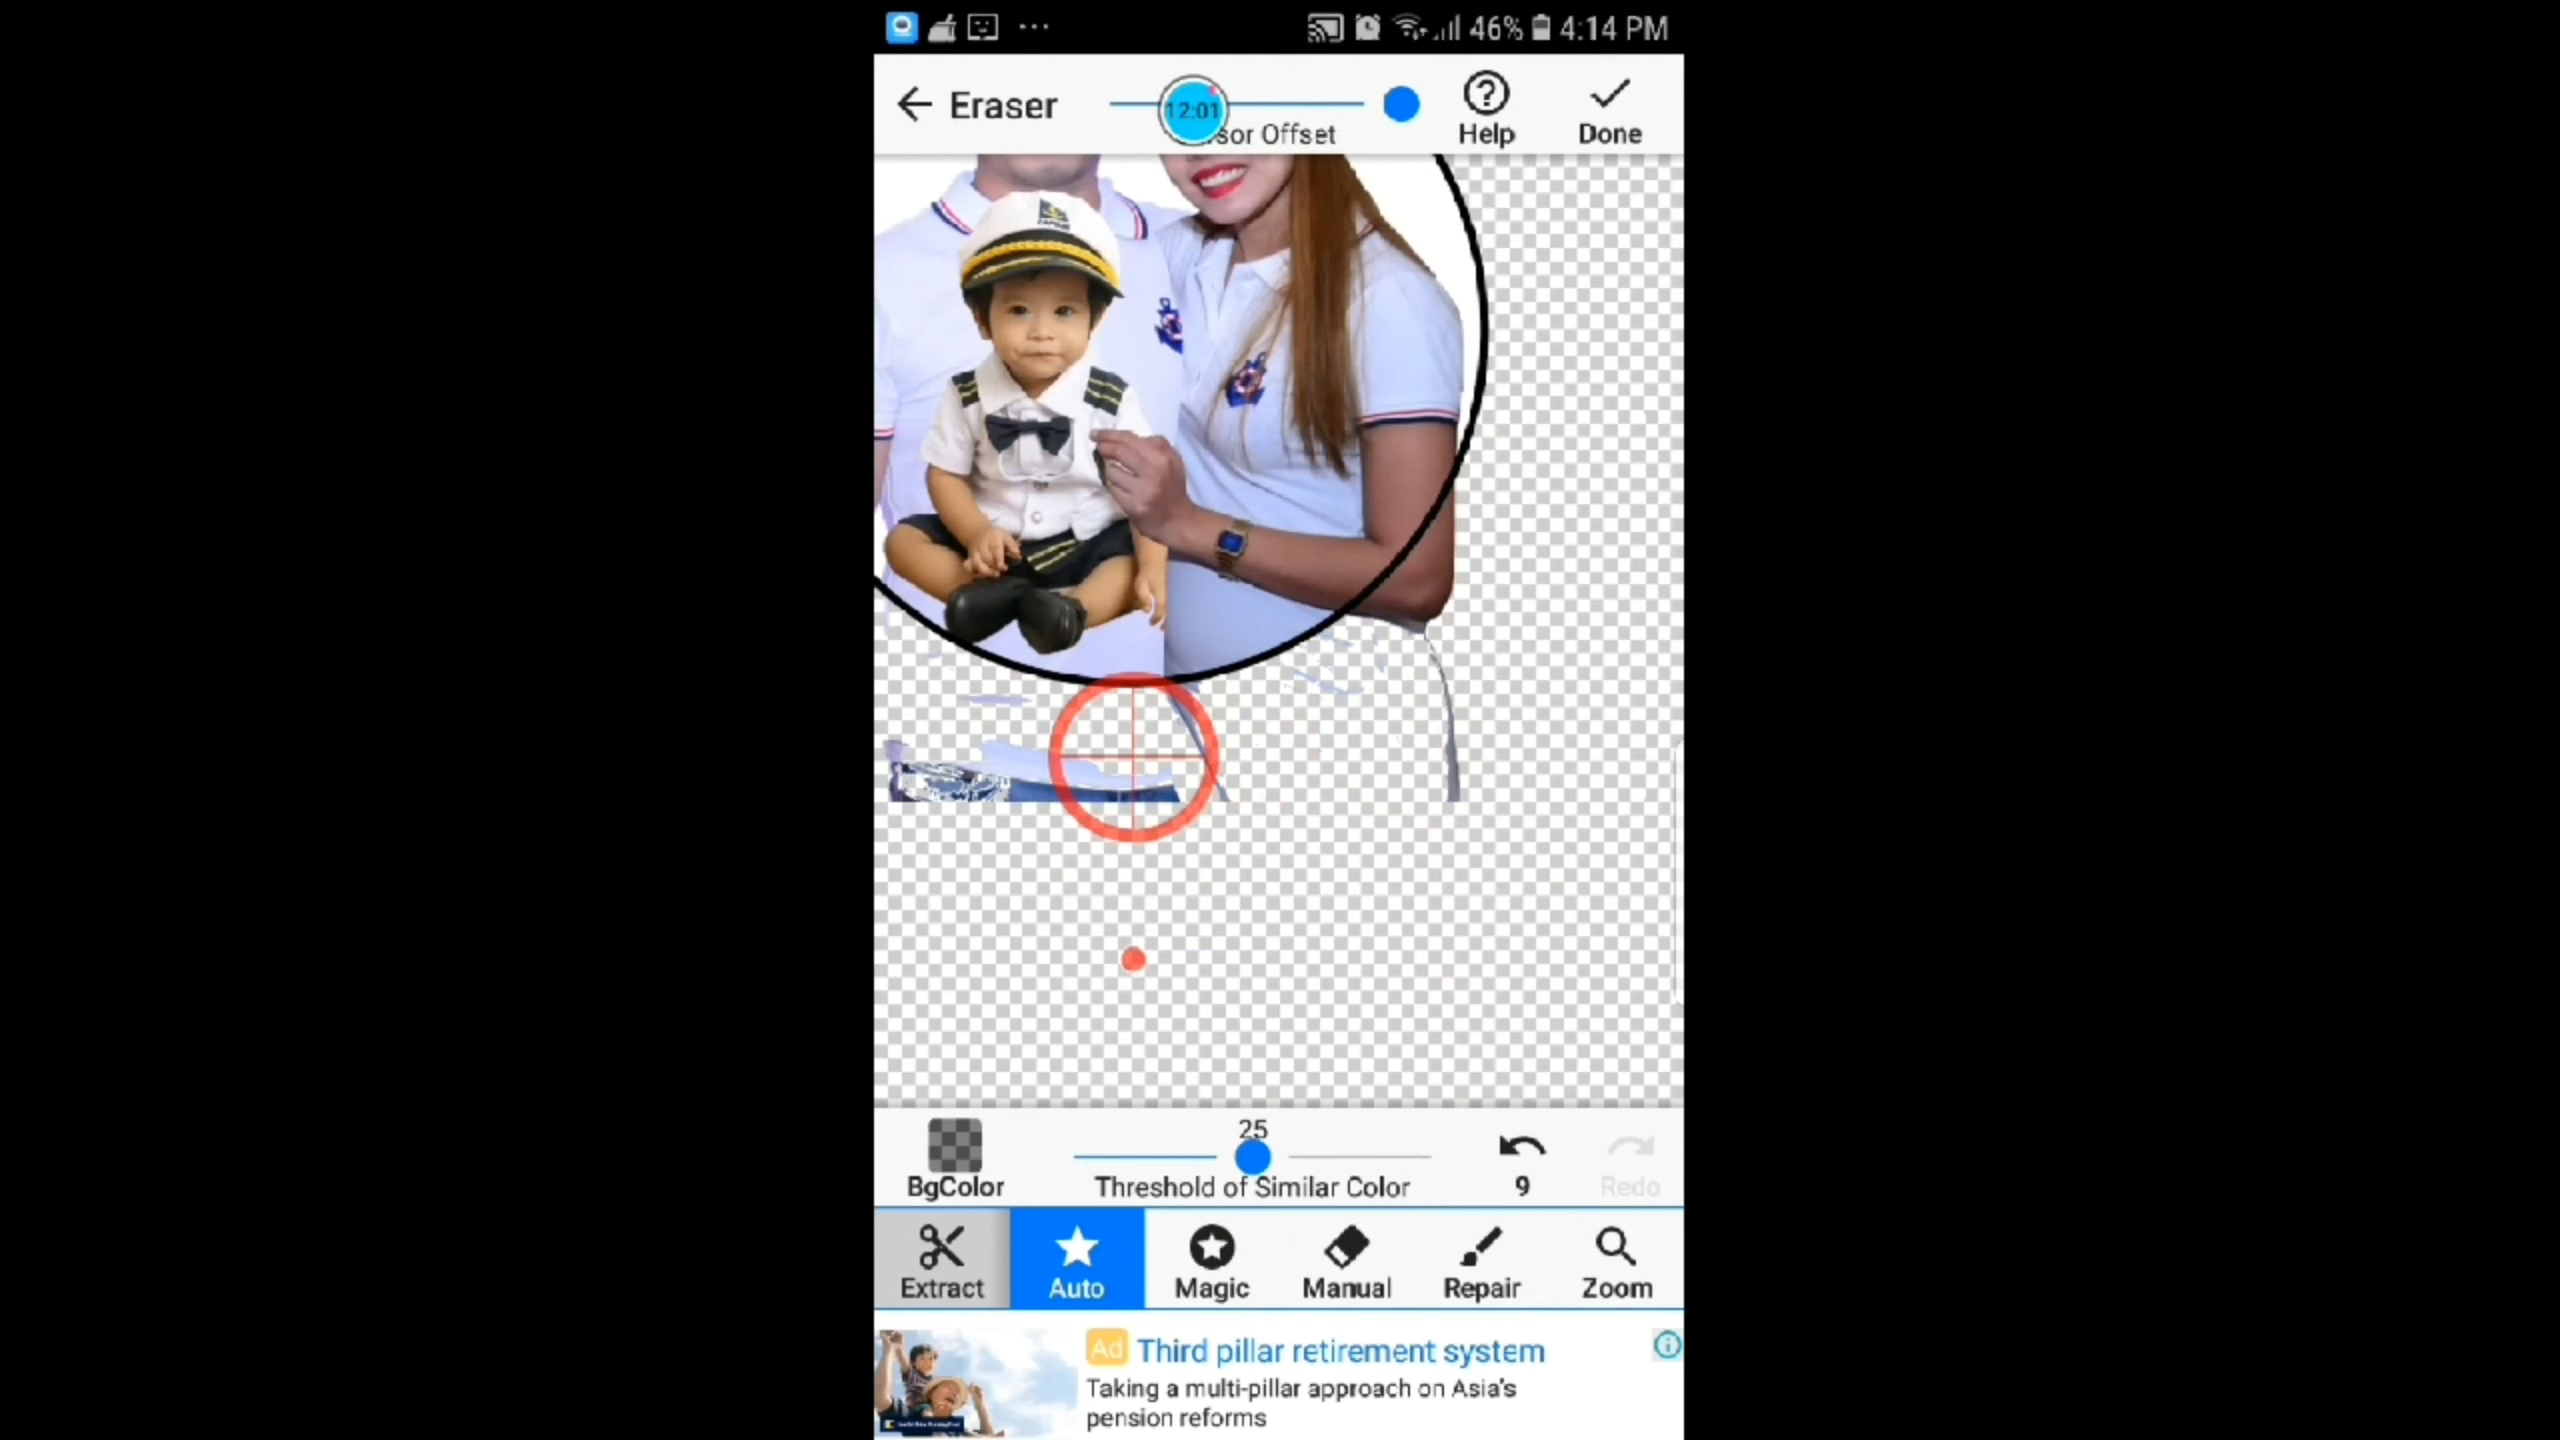 46% 4:14 PM
Eraser
12:01
sor Offset
Help
Done
25
BgColor
Threshold of Similar Color
9
Redo
Extract
Auto
Magic
Manual
Repair
Zoom
Ad Third pillar retirement system
Taking a multi-pillar approach on Asia's
pension reforms